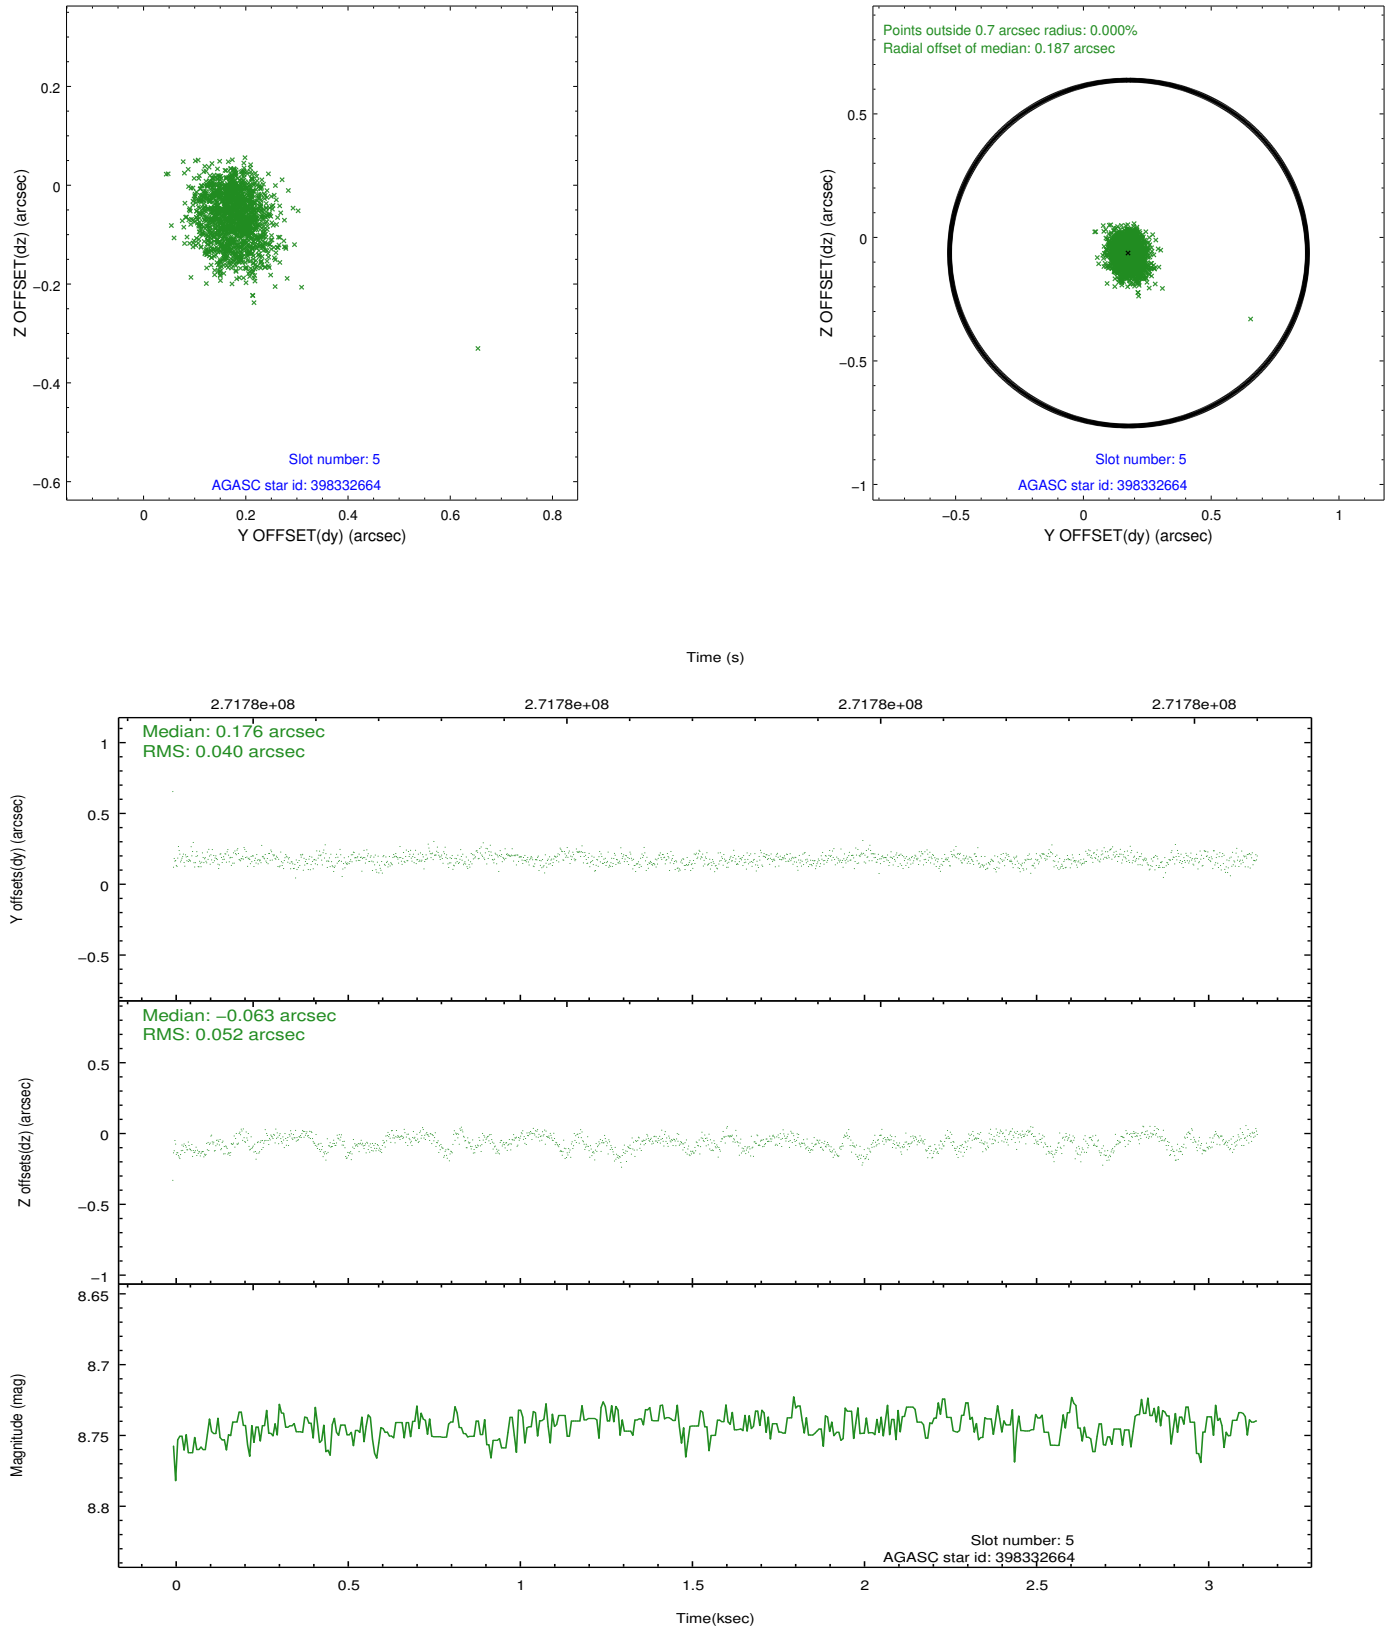 0.2
0
−0.2
−0.4
−0.6
Z OFFSET(dz) (arcsec)
Slot number: 5
AGASC star id: 398332664
0 0.2 0.4 0.6 0.8
Y OFFSET(dy) (arcsec)
Points outside 0.7 arcsec radius: 0.000%
Radial offset of median: 0.187 arcsec
0.5
0
−0.5
−1
Z OFFSET(dz) (arcsec)
Slot number: 5
AGASC star id: 398332664
−0.5 0 0.5 1
Y OFFSET(dy) (arcsec)
Time (s)
2.7178e+08 2.7178e+08 2.7178e+08 2.7178e+08
Median: 0.176 arcsec
RMS: 0.040 arcsec
1
0.5
0
−0.5
Y offsets(dy) (arcsec)
Median: −0.063 arcsec
RMS: 0.052 arcsec
0.5
0
−0.5
−1
Z offsets(dz) (arcsec)
8.65
8.7
8.75
8.8
Magnitude (mag)
Slot number: 5
AGASC star id: 398332664
0 0.5 1 1.5 2 2.5 3
Time(ksec)